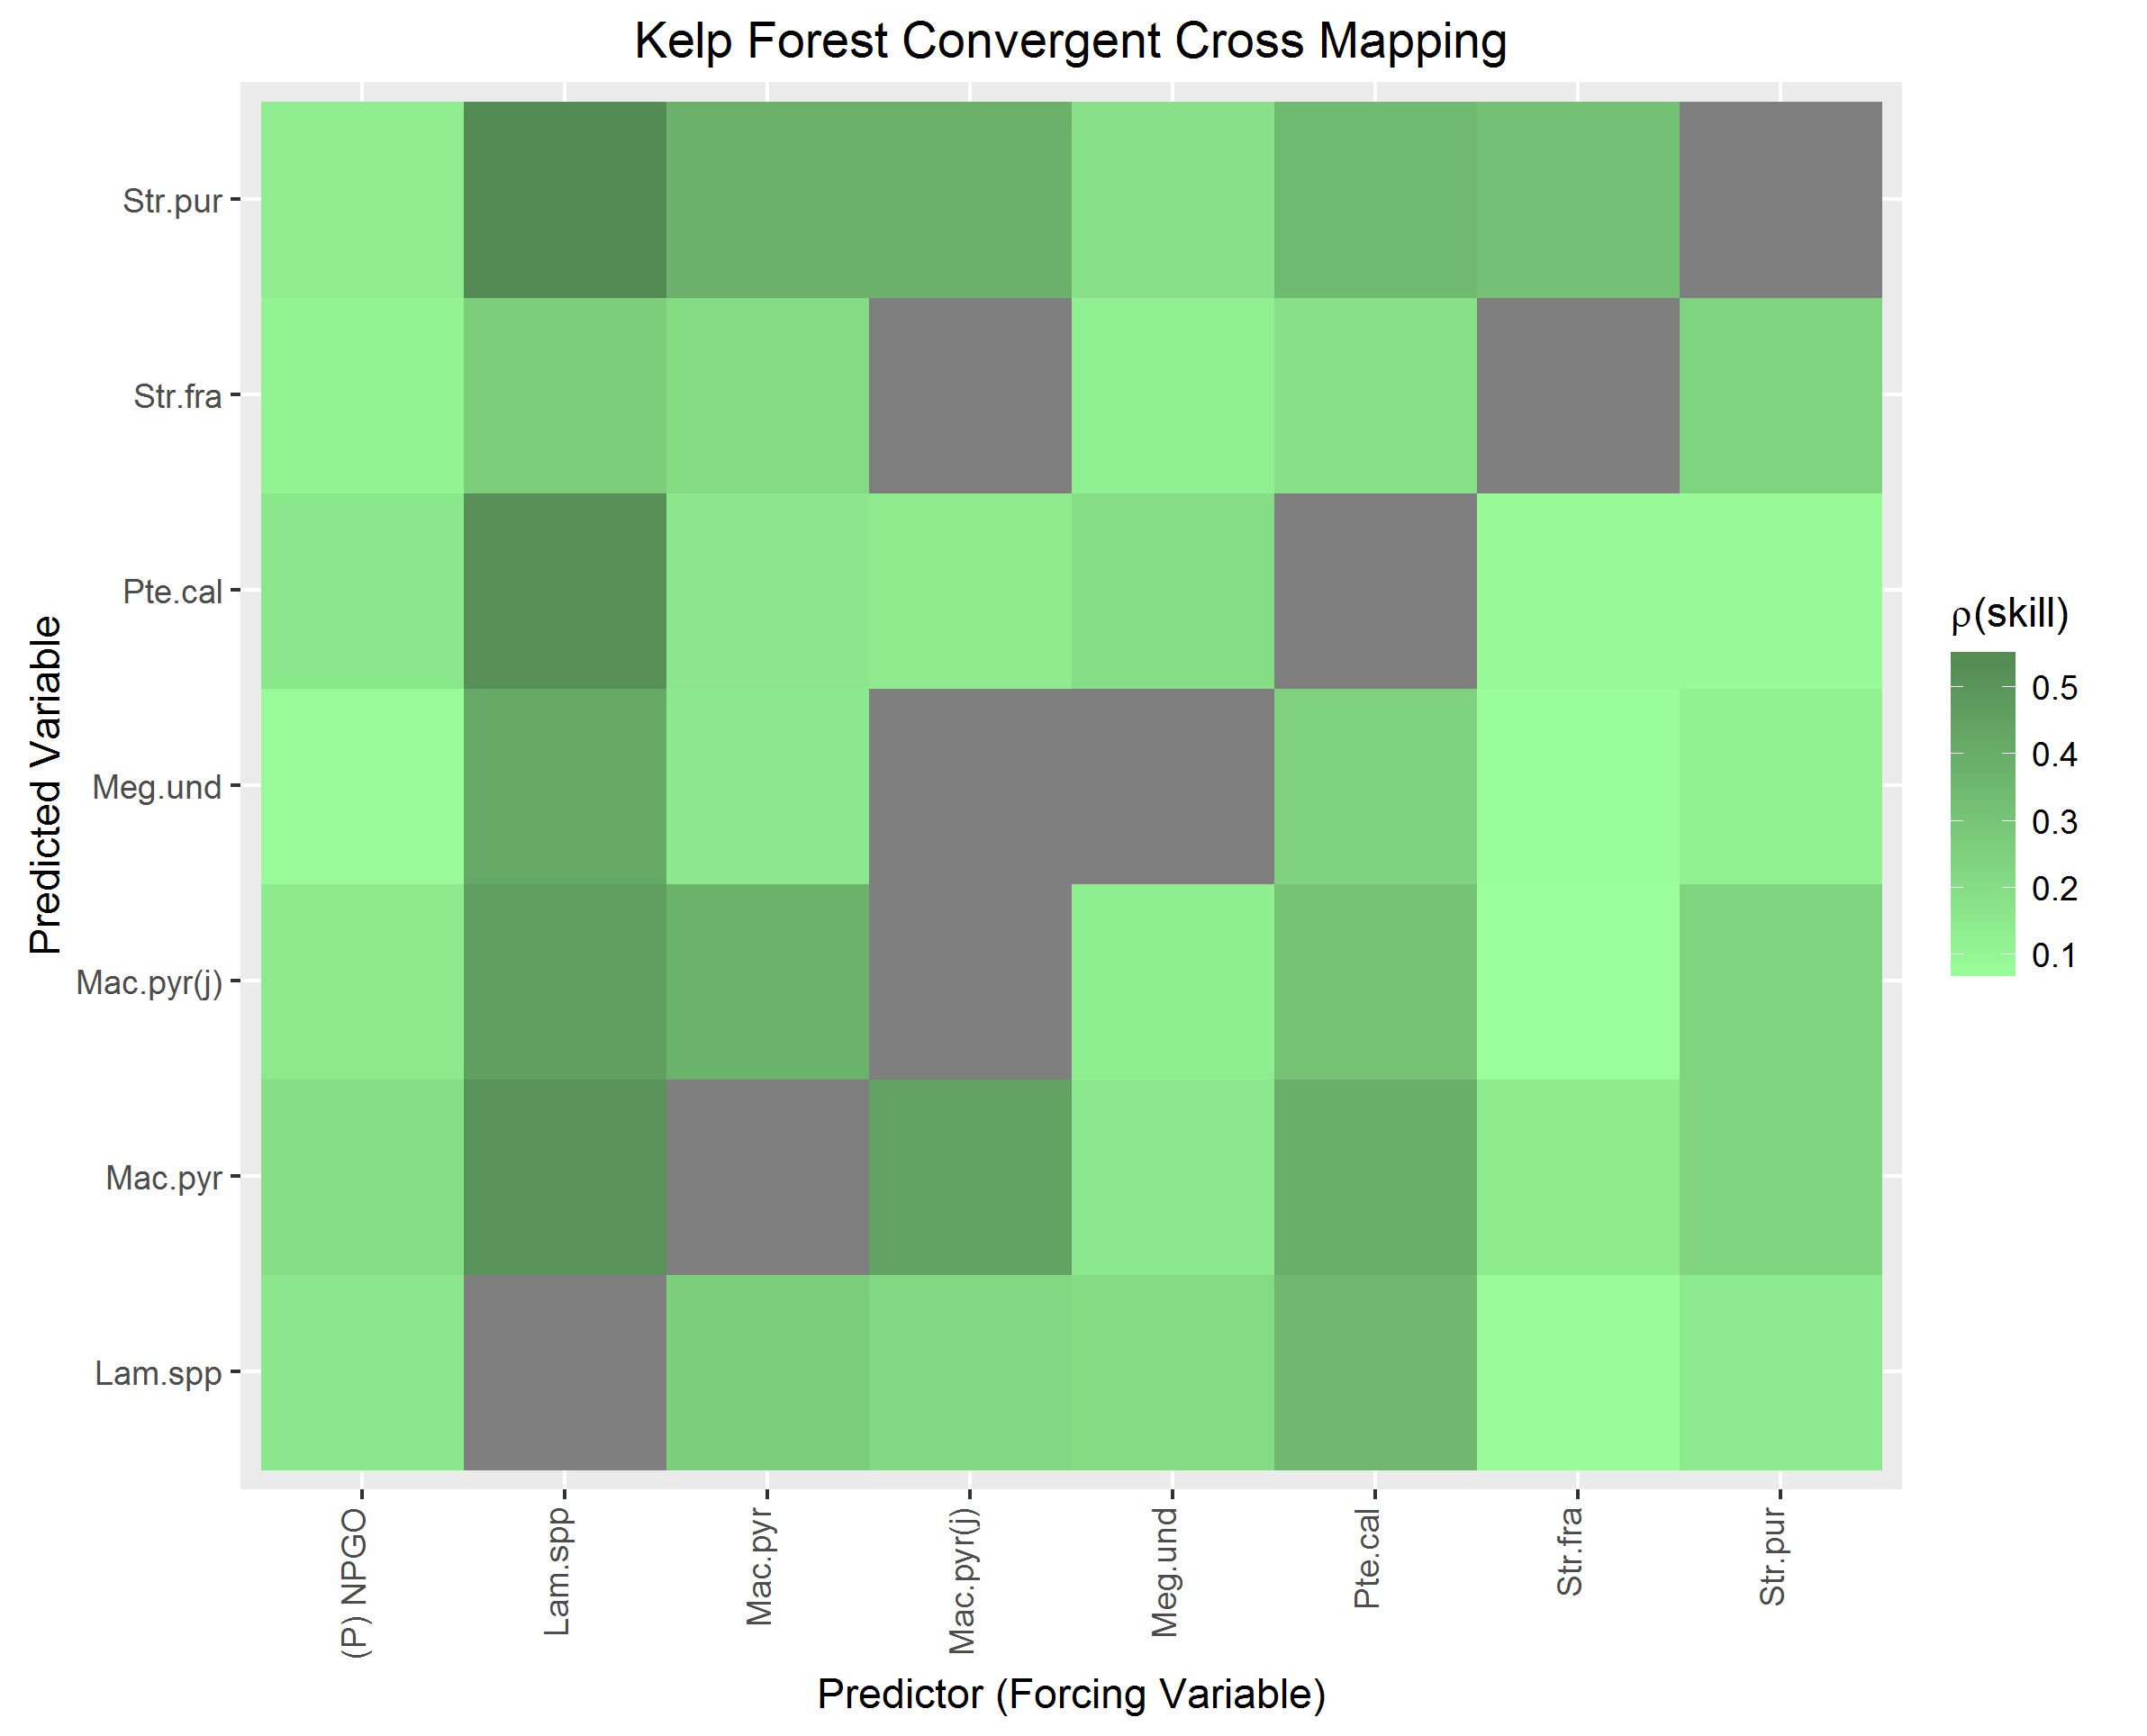 Kelp Forest Convergent Cross Mapping
Predicted Variable
Str.pur
Str.fra
Pte.cal
Meg.und
Mac.pyr(j)
Mac.pyr
Lam.spp
(P) NPGO
Lam.spp
Mac.pyr
Mac.pyr(j)
Meg.und
Pte.cal
Str.fra
Str.pur
Predictor (Forcing Variable)
ρ(skill)
0.5
0.4
0.3
0.2
0.1